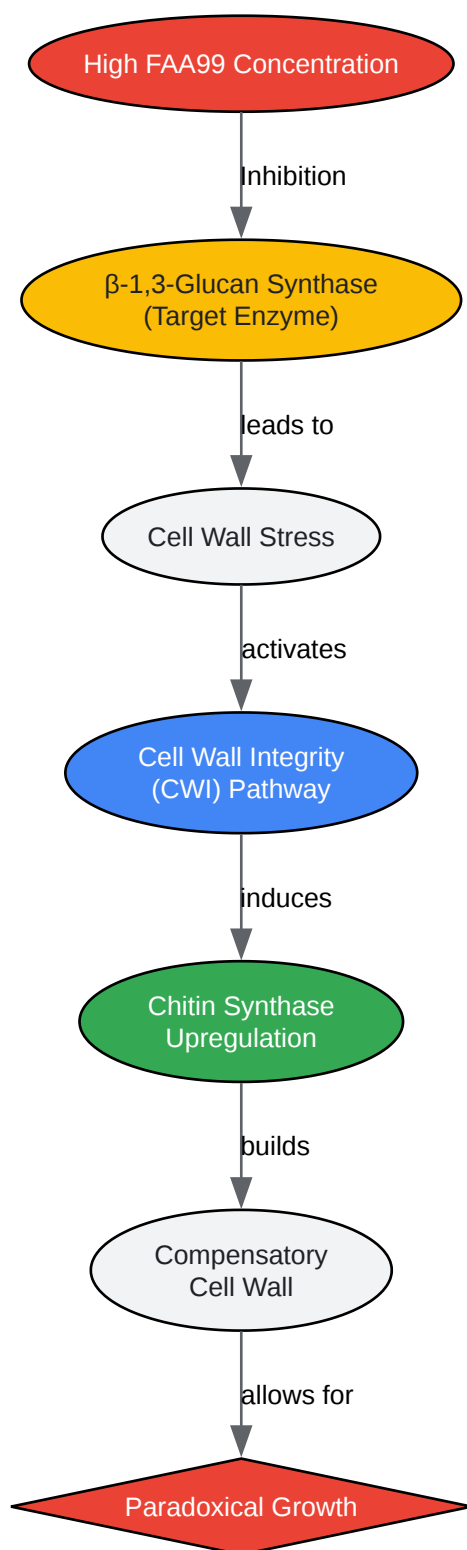 High FAA99 Concentration
Inhibition
β-1,3-Glucan Synthase
(Target Enzyme)
leads to
Cell Wall Stress
activates
Cell Wall Integrity
(CWI) Pathway
induces
Chitin Synthase
Upregulation
builds
Compensatory
Cell Wall
allows for
Paradoxical Growth